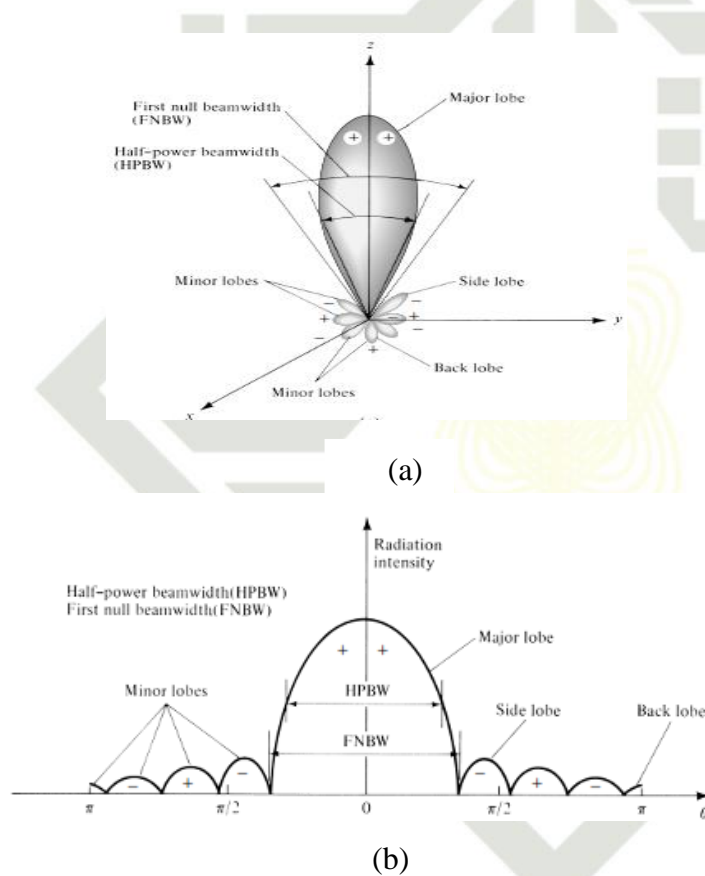 z
First null beamwidth
(FNBW)
Major lobe
+ +
Half-power beamwidth
(HPBW)
Minor lobes
Side lobe
− −
+ − +
− −
y
+
Back lobe
Minor lobes
x
(a)
Radiation
intensity
Half-power beamwidth(HPBW)
First null beamwidth(FNBW)
+ +
Major lobe
Minor lobes
HPBW
Side lobe
Back lobe
FNBW
− + − − + −
π π/2 0 π/2 π θ
(b)